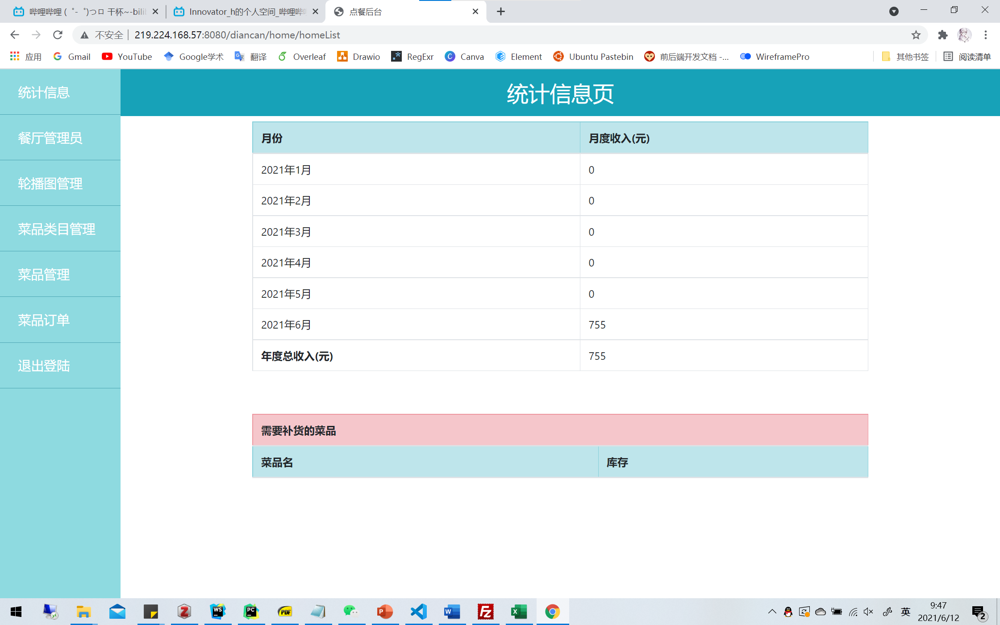 哔哩哔哩 (゜-゜)つロ 干杯~-bili
Innovator_h的个人空间_哔哩哔
点餐后台
不安全
219.224.168.57:8080/diancan/home/homeList
应用
Gmail
YouTube
Google学术
翻译
Overleaf
Drawio
RegExr
Canva
Element
Ubuntu Pastebin
前后端开发文档 -...
WireframePro
其他书签
阅读清单
统计信息
餐厅管理员
轮播图管理
菜品类目管理
菜品管理
菜品订单
退出登陆
统计信息页
月份 月度收入(元)
2021年1月 0
2021年2月 0
2021年3月 0
2021年4月 0
2021年5月 0
2021年6月 755
年度总收入(元) 755
需要补货的菜品
菜品名 库存
英
9:47
2021/6/12
2